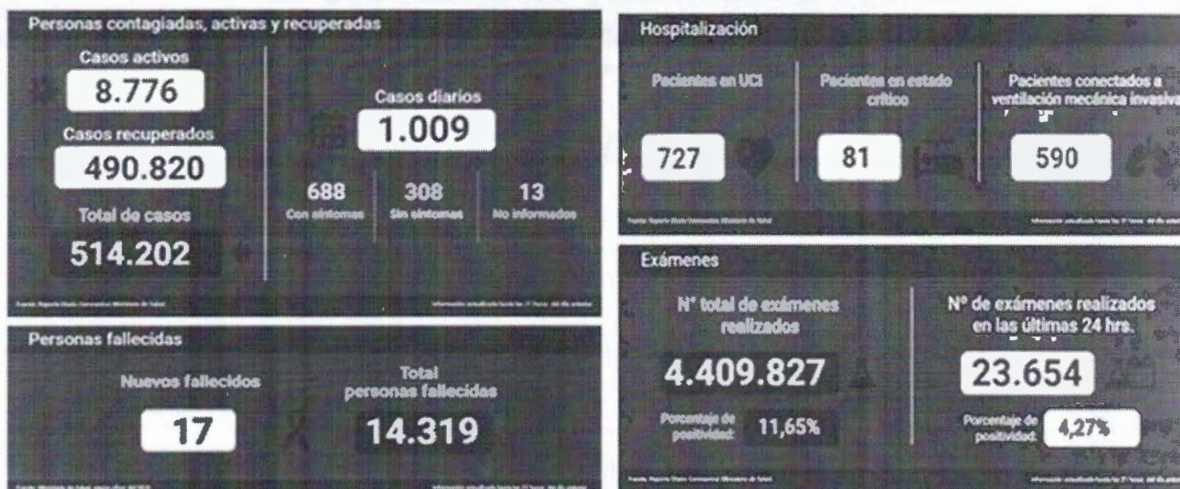 Personas contagiadas, activas y recuperadas
Casos activos
8.776
Casos recuperados
490.820
Total de casos
514.202
Casos diarios
1.009
688
Con síntomas
308
Sin síntomas
13
No informados
Personas fallecidas
Nuevos fallecidos
17
Total
personas fallecidas
14.319
Hospitalización
Pacientes en UCI
727
Pacientes en estado
crítico
81
Pacientes conectados a
ventilación mecánica invasiva
590
Exámenes
N° total de exámenes
realizados
4.409.827
Porcentaje de
positividad:
11,65%
Nº de exámenes realizados
en las últimas 24 hrs.
23.654
Porcentaje de
positividad:
4,27%